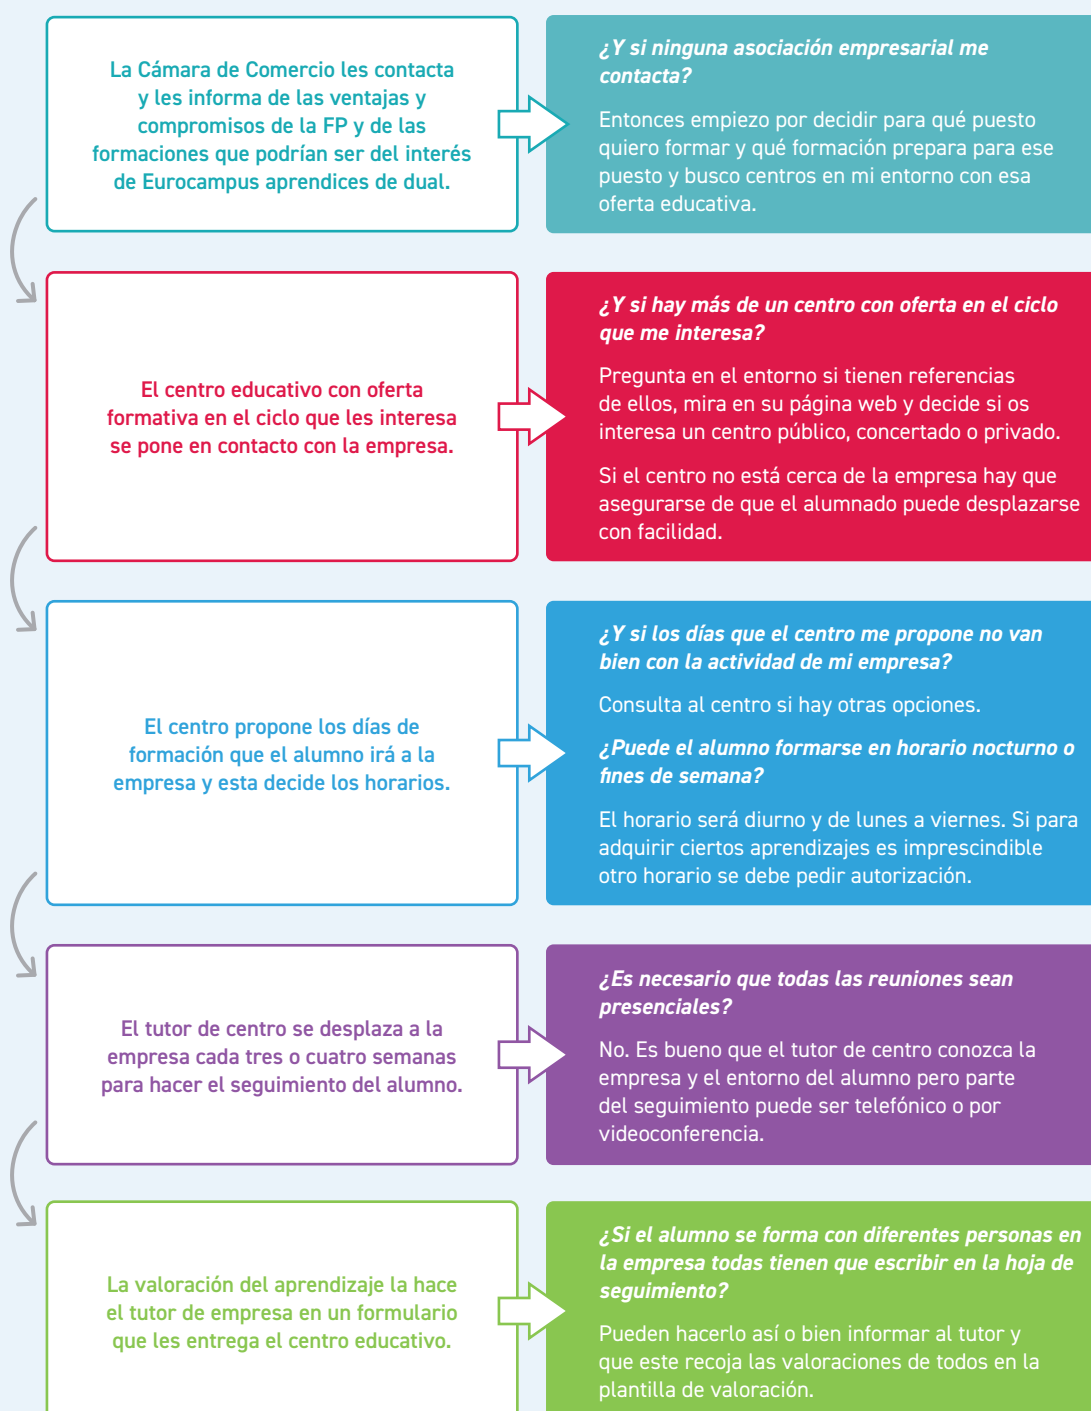 La Cámara de Comercio les contacta
y les informa de las ventajas y
compromisos de la FP y de las
formaciones que podrían ser del interés
de Eurocampus aprendices de dual.
¿Y si ninguna asociación empresarial me
contacta?
Entonces empiezo por decidir para qué puesto
quiero formar y qué formación prepara para ese
puesto y busco centros en mi entorno con esa
oferta educativa.
El centro educativo con oferta
formativa en el ciclo que les interesa
se pone en contacto con la empresa.
¿Y si hay más de un centro con oferta en el ciclo
que me interesa?
Pregunta en el entorno si tienen referencias
de ellos, mira en su página web y decide si os
interesa un centro público, concertado o privado.
Si el centro no está cerca de la empresa hay que
asegurarse de que el alumnado puede desplazarse
con facilidad.
El centro propone los días de
formación que el alumno irá a la
empresa y esta decide los horarios.
¿Y si los días que el centro me propone no van
bien con la actividad de mi empresa?
Consulta al centro si hay otras opciones.
¿Puede el alumno formarse en horario nocturno o
fines de semana?
El horario será diurno y de lunes a viernes. Si para
adquirir ciertos aprendizajes es imprescindible
otro horario se debe pedir autorización.
El tutor de centro se desplaza a la
empresa cada tres o cuatro semanas
para hacer el seguimiento del alumno.
¿Es necesario que todas las reuniones sean
presenciales?
No. Es bueno que el tutor de centro conozca la
empresa y el entorno del alumno pero parte
del seguimiento puede ser telefónico o por
videoconferencia.
La valoración del aprendizaje la hace
el tutor de empresa en un formulario
que les entrega el centro educativo.
¿Si el alumno se forma con diferentes personas en
la empresa todas tienen que escribir en la hoja de
seguimiento?
Pueden hacerlo así o bien informar al tutor y
que este recoja las valoraciones de todos en la
plantilla de valoración.